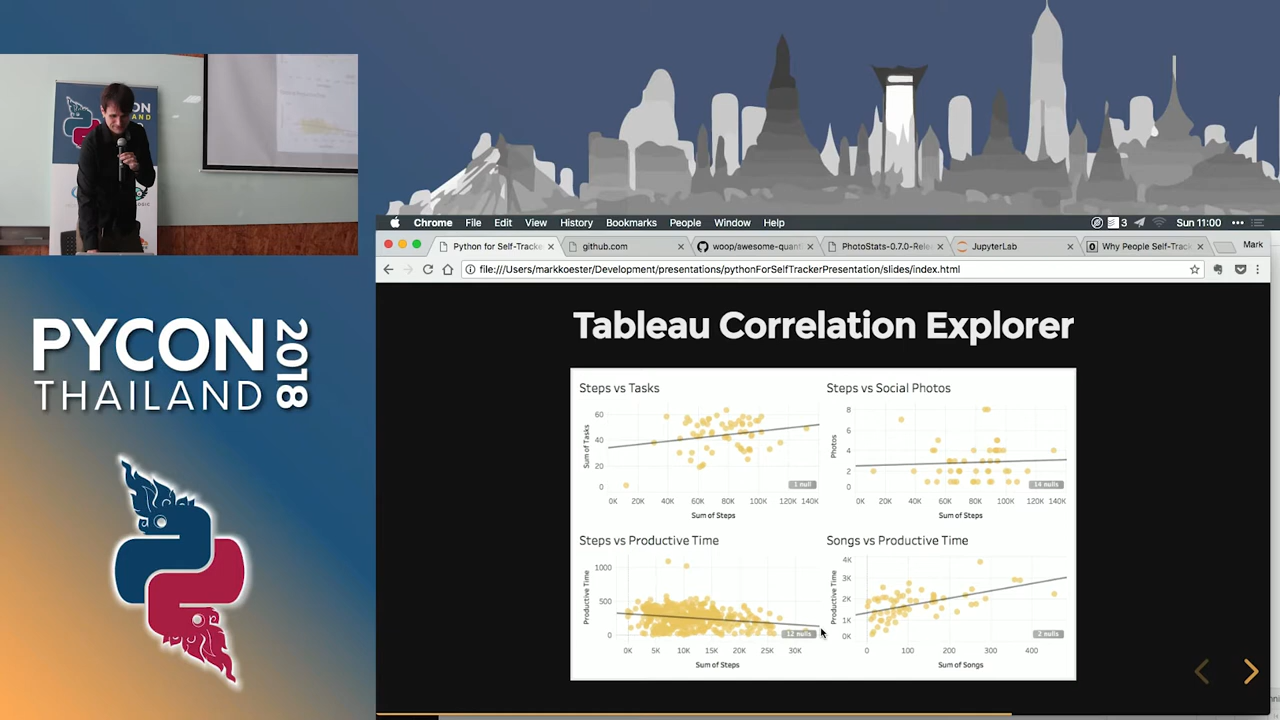 ON
PYCON
THAILAND
2018
Chrome File Edit View History Bookmarks People Window Help
3 Sun 11:00
Python for Self-Tracke
github.com
woop/awesome-quanti
PhotoStats-0.7.0-Rele
JupyterLab
Why People Self-Track
Mark
file:///Users/markkoester/Development/presentations/pythonForSelfTrackerPresentation/slides/index.html
Tableau Correlation Explorer
Steps vs Tasks
Sum of Tasks
60
40
20
0
1 null
0K 20K 40K 60K 80K 100K 120K 140K
Sum of Steps
Steps vs Social Photos
Photos
8
6
4
2
0
14 nulls
0K 20K 40K 60K 80K 100K 120K 140K
Sum of Steps
Steps vs Productive Time
Productive Time
1000
500
0
12 nulls
0K 5K 10K 15K 20K 25K 30K
Sum of Steps
Songs vs Productive Time
Productive Time
4K
3K
2K
1K
0K
2 nulls
0 100 200 300 400
Sum of Songs